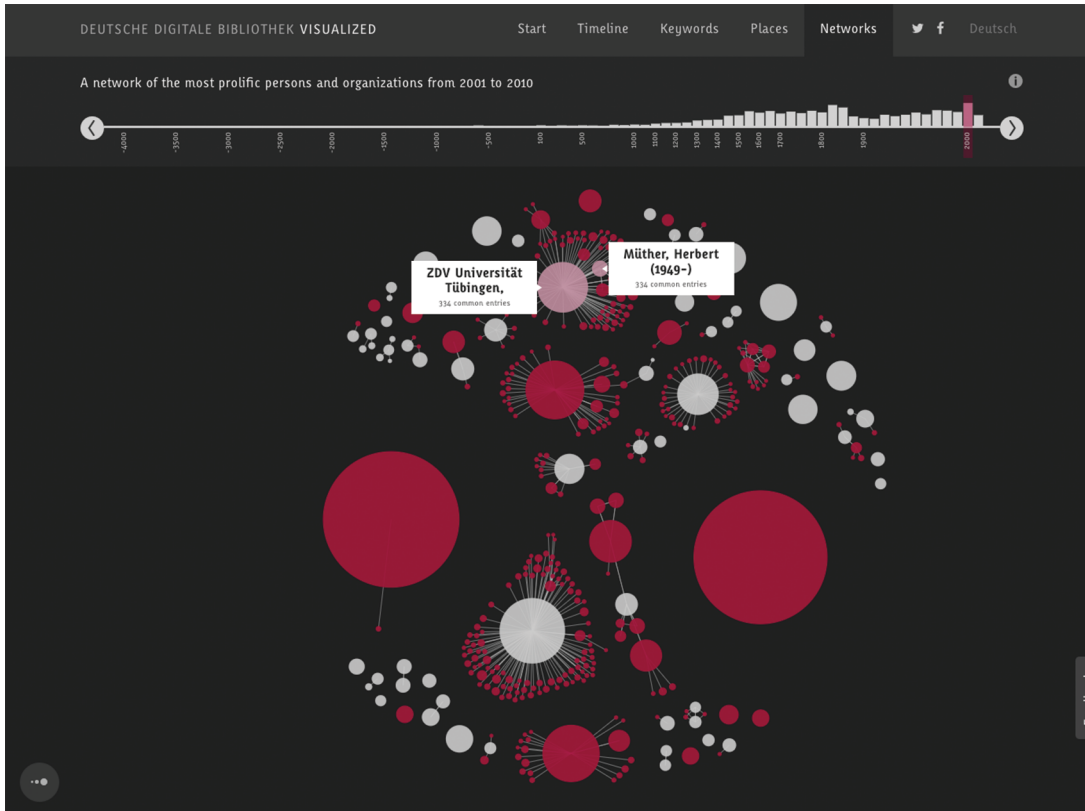 DEUTSCHE DIGITALE BIBLIOTHEK VISUALIZED
Start Timeline Keywords Places Networks Deutsch
A network of the most prolific persons and organizations from 2001 to 2010
-4000 -3500 -3000 -2500 -2000 -1500 -1000 -500 100 500 1000 1100 1200 1300 1400 1500 1600 1700 1800 1900 2000
Müther, Herbert
(1949-)
334 common entries
ZDV Universität
Tübingen,
334 common entries